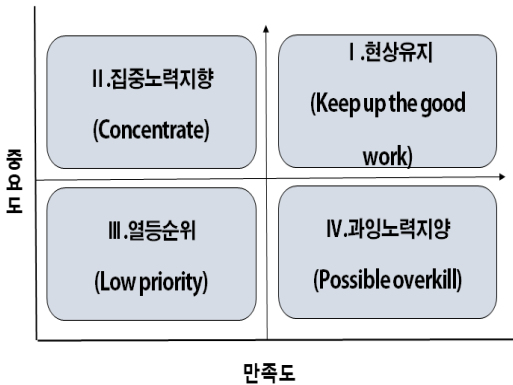 Ⅱ.집중노력지향
(Concentrate)
Ⅰ.현상유지
(Keep up the good
work)
중요도
Ⅲ.열등순위
(Low priority)
Ⅳ.과잉노력지양
(Possible overkill)
만족도